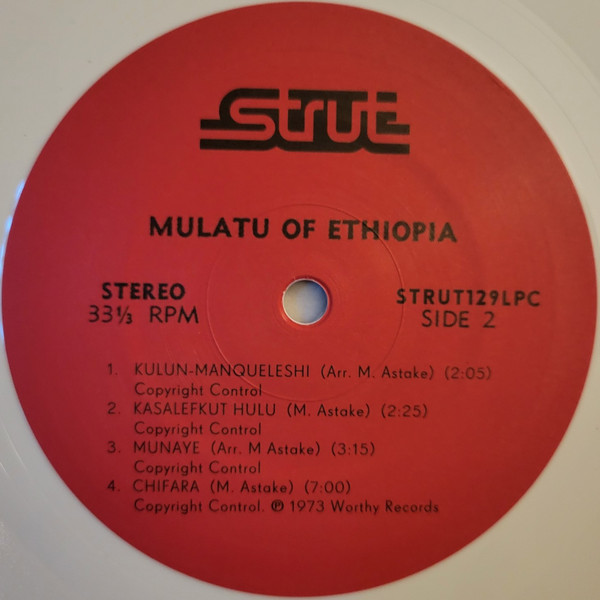 strut
MULATU OF ETHIOPIA
STEREO
33⅓ RPM
STRUT129LPC
SIDE 2
1. KULUN-MANQUELESHI (Arr. M. Astake) (2:05)
Copyright Control
2. KASALEFKUT HULU (M. Astake) (2:25)
Copyright Control
3. MUNAYE (Arr. M Astake) (3:15)
Copyright Control
4. CHIFARA (M. Astake) (7:00)
Copyright Control. ℗ 1973 Worthy Records